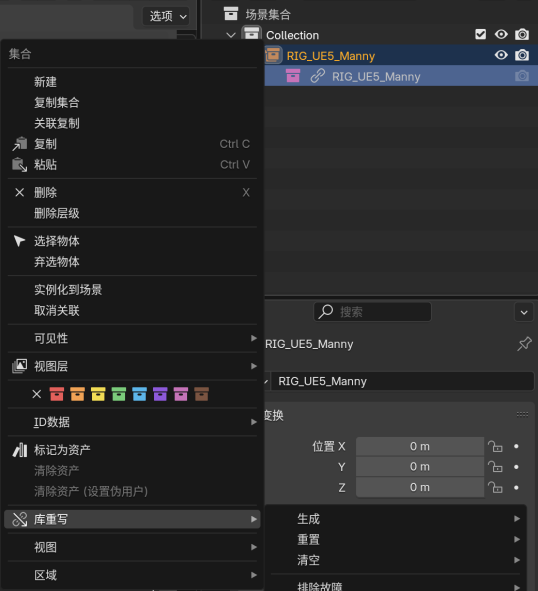 选项
场景集合
Collection
RIG_UE5_Manny
RIG_UE5_Manny
集合
新建
复制集合
关联复制
复制 Ctrl C
粘贴 Ctrl V
删除 X
删除层级
选择物体
弃选物体
实例化到场景
取消关联
可见性
视图层
ID数据
标记为资产
清除资产
清除资产 (设置伪用户)
库重写
视图
区域
搜索
RIG_UE5_Manny
RIG_UE5_Manny
变换
位置 X 0 m
Y 0 m
Z 0 m
生成
重置
清空
排除故障